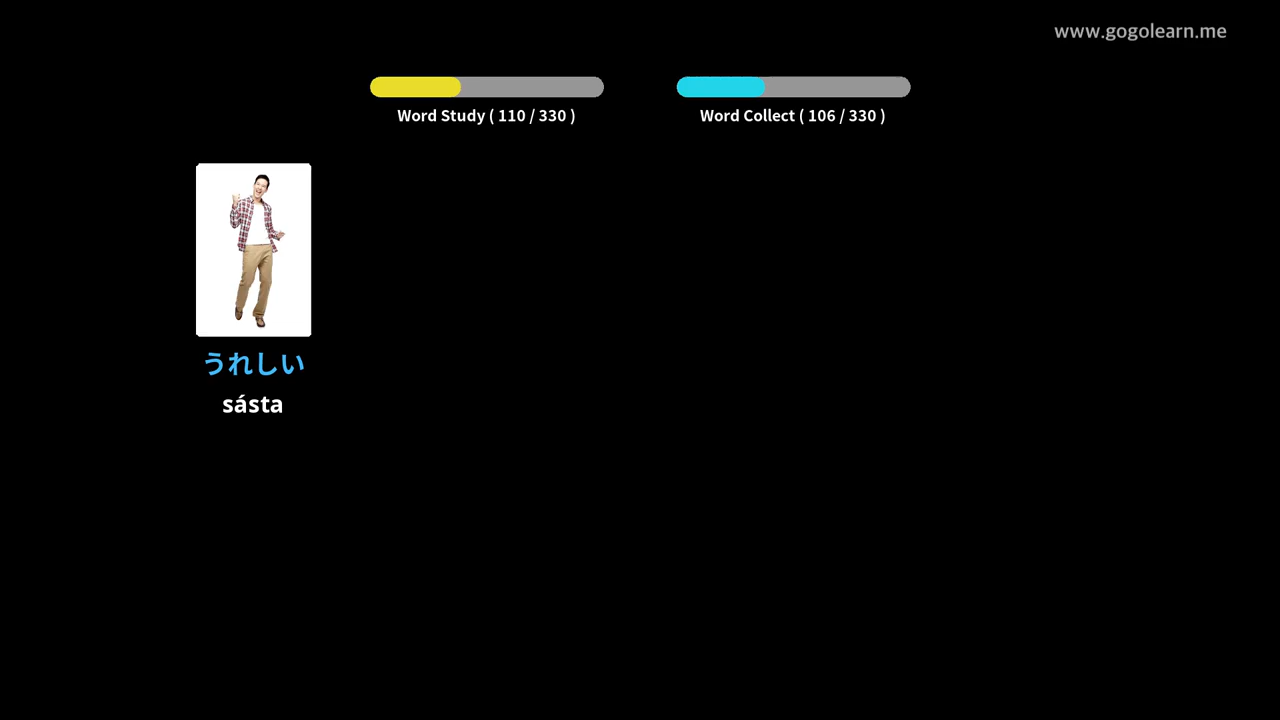 www.gogolearn.me
Word Study ( 110 / 330 )
Word Collect ( 106 / 330 )
うれしい
sásta